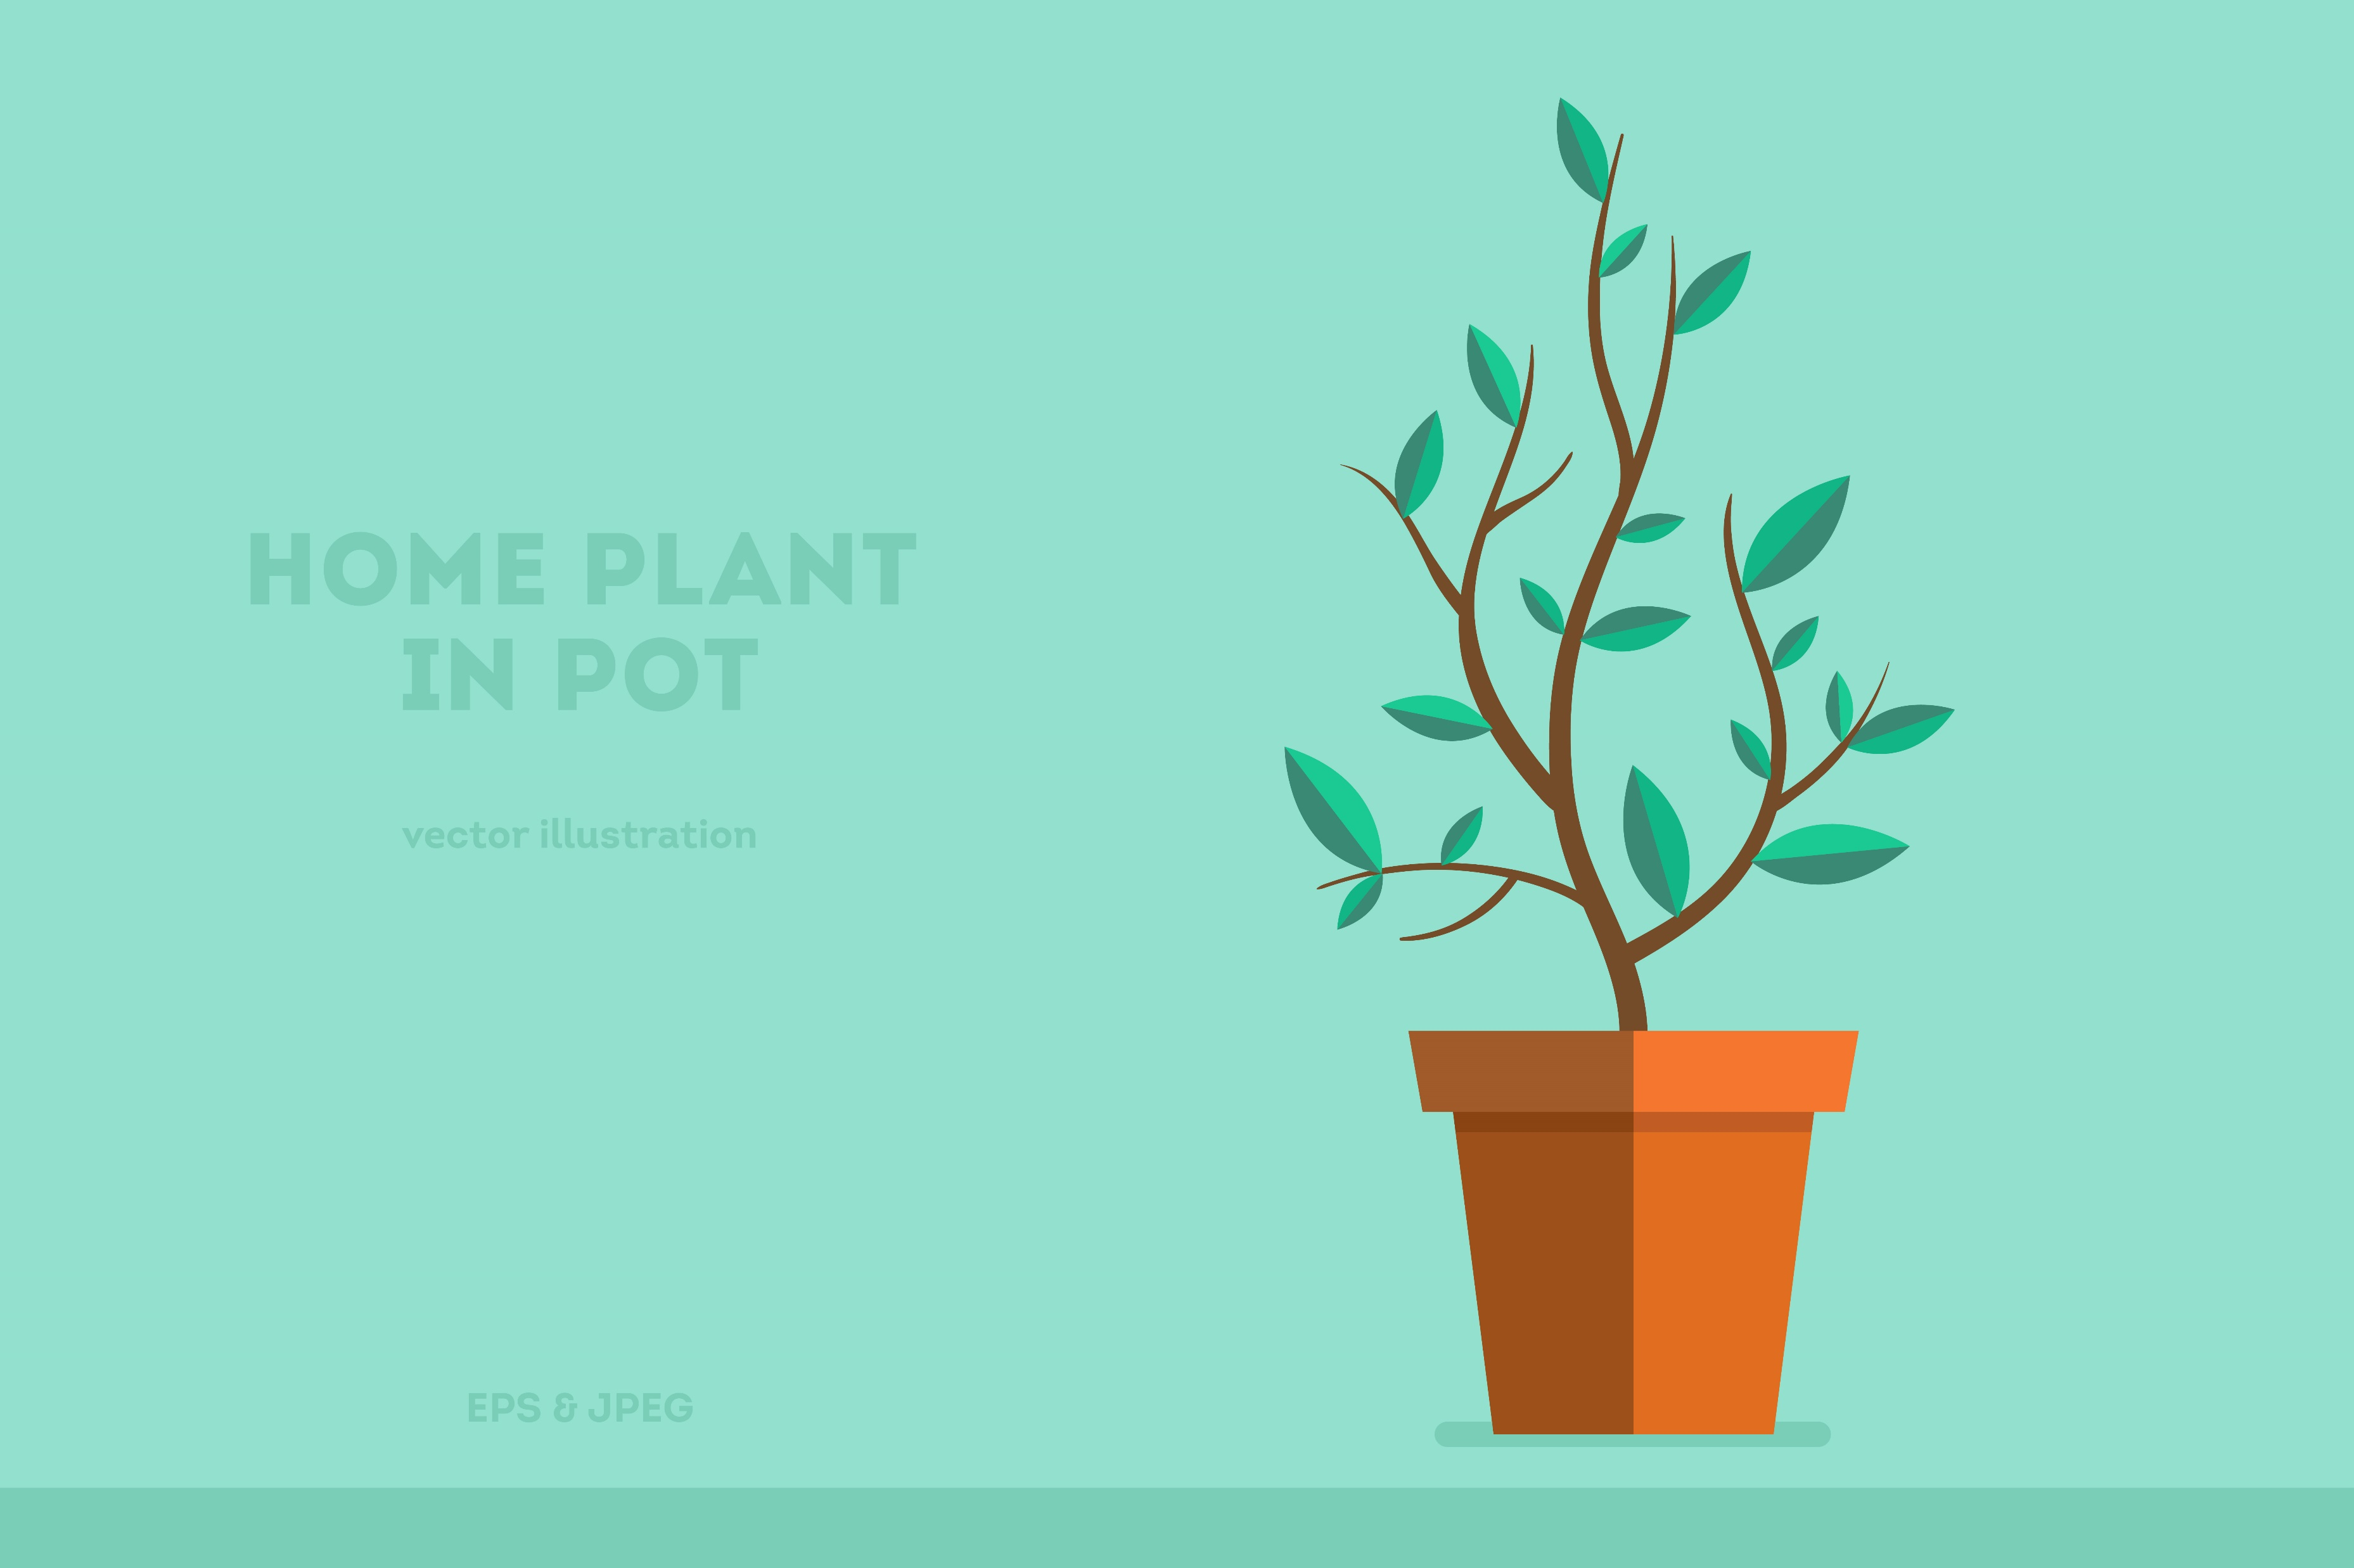 HOME PLANT
IN POT
vector illustration
EPS & JPEG